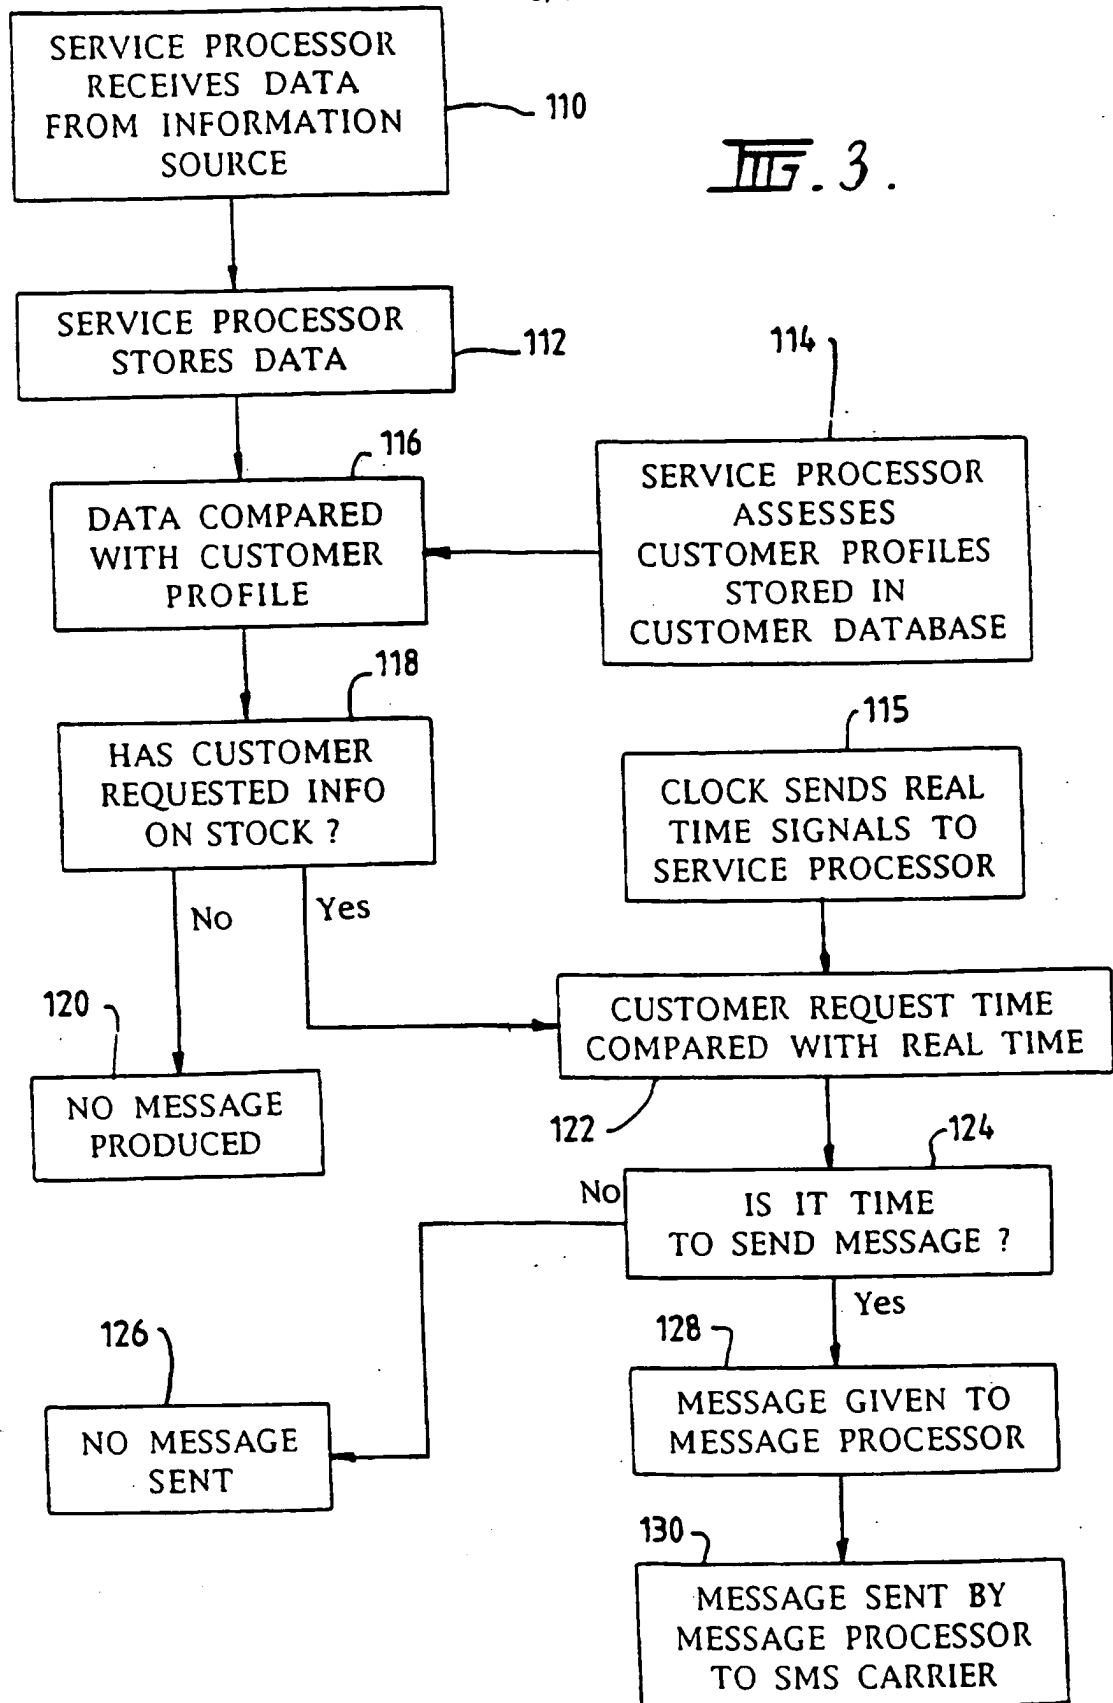 SERVICE PROCESSOR
RECEIVES DATA
FROM INFORMATION
SOURCE
110
FIG. 3.
SERVICE PROCESSOR
STORES DATA
112
114
116
DATA COMPARED
WITH CUSTOMER
PROFILE
SERVICE PROCESSOR
ASSESSES
CUSTOMER PROFILES
STORED IN
CUSTOMER DATABASE
118
HAS CUSTOMER
REQUESTED INFO
ON STOCK ?
115
CLOCK SENDS REAL
TIME SIGNALS TO
SERVICE PROCESSOR
No
Yes
120
NO MESSAGE
PRODUCED
CUSTOMER REQUEST TIME
COMPARED WITH REAL TIME
122
124
No
IS IT TIME
TO SEND MESSAGE ?
Yes
126
NO MESSAGE
SENT
128
MESSAGE GIVEN TO
MESSAGE PROCESSOR
130
MESSAGE SENT BY
MESSAGE PROCESSOR
TO SMS CARRIER